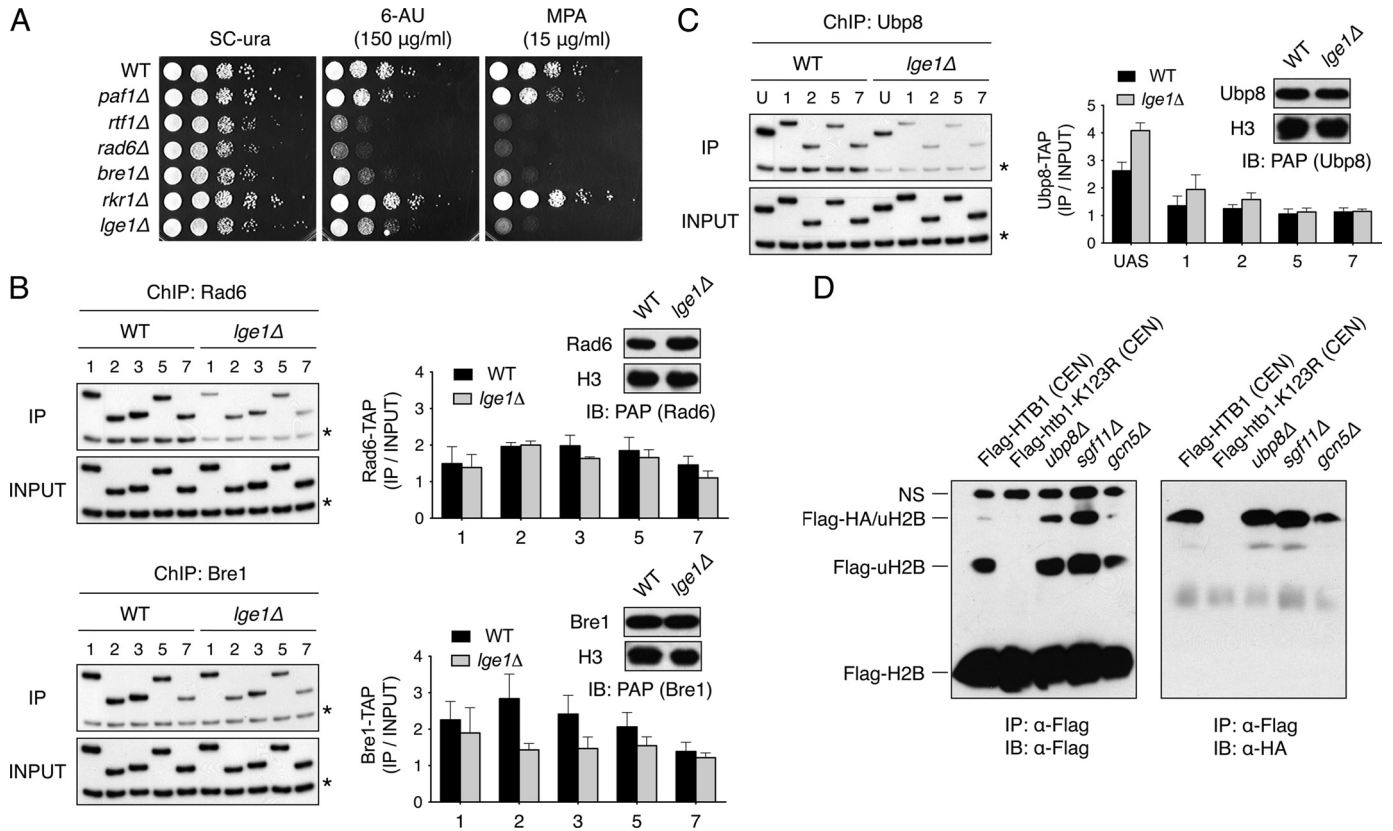 A
SC-ura
6-AU
(150 µg/ml)
MPA
(15 µg/ml)
WT
paf1Δ
rtf1Δ
rad6Δ
bre1Δ
rkr1Δ
lge1Δ
B
ChIP: Rad6
WT lge1Δ
1 2 3 5 7 1 2 3 5 7
IP
*
INPUT
*
WT lge1Δ
Rad6
H3
IB: PAP (Rad6)
WT
lge1Δ
Rad6-TAP
(IP / INPUT)
4
3
2
1
0
1 2 3 5 7
ChIP: Bre1
WT lge1Δ
1 2 3 5 7 1 2 3 5 7
IP
*
INPUT
*
WT lge1Δ
Bre1
H3
IB: PAP (Bre1)
WT
lge1Δ
Bre1-TAP
(IP / INPUT)
4
3
2
1
0
1 2 3 5 7
C
ChIP: Ubp8
WT lge1Δ
U 1 2 5 7 U 1 2 5 7
IP
*
INPUT
*
WT lge1Δ
Ubp8
H3
IB: PAP (Ubp8)
WT
lge1Δ
Ubp8-TAP
(IP / INPUT)
5
4
3
2
1
0
UAS 1 2 5 7
D
Flag-HTB1 (CEN)
Flag-htb1-K123R (CEN)
ubp8Δ
sgf11Δ
gcn5Δ
Flag-HTB1 (CEN)
Flag-htb1-K123R (CEN)
ubp8Δ
sgf11Δ
gcn5Δ
NS
Flag-HA/uH2B
Flag-uH2B
Flag-H2B
IP: α-Flag
IB: α-Flag
IP: α-Flag
IB: α-HA